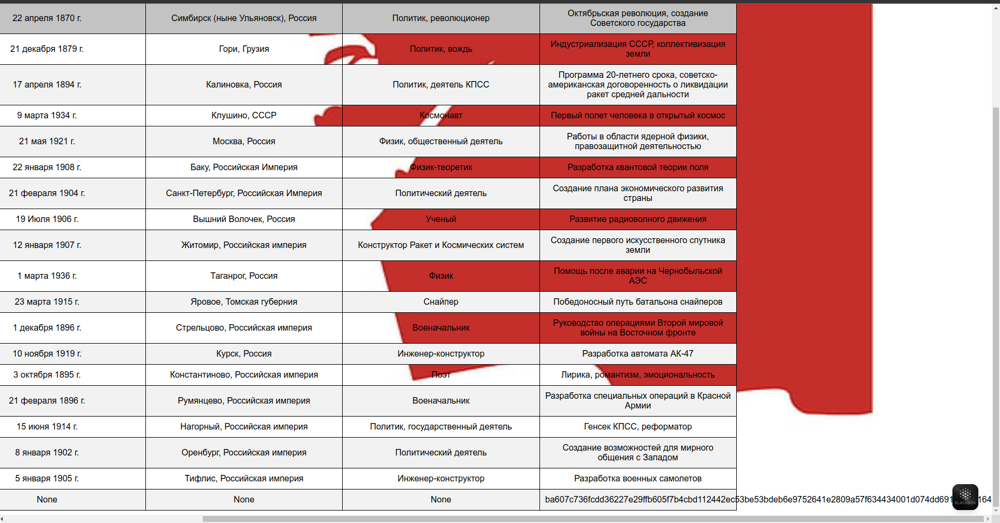 22 апреля 1870 г. Симбирск (ныне Ульяновск), Россия Политик, революционер Октябрьская революция, создание
Советского государства
21 декабря 1879 г. Гори, Грузия Политик, вождь Индустриализация СССР, коллективизация
земли
17 апреля 1894 г. Калиновка, Россия Политик, деятель КПСС Программа 20-летнего срока, советско-
американская договоренность о ликвидации
ракет средней дальности
9 марта 1934 г. Клушино, СССР Космонавт Первый полет человека в открытый космос
21 мая 1921 г. Москва, Россия Физик, общественный деятель Работы в области ядерной физики,
правозащитной деятельностью
22 января 1908 г. Баку, Российская Империя Физик-теоретик Разработка квантовой теории поля
21 февраля 1904 г. Санкт-Петербург, Российская Империя Политический деятель Создание плана экономического развития
страны
19 Июля 1906 г. Вышний Волочек, Россия Ученый Развитие радиоволного движения
12 января 1907 г. Житомир, Российская империя Конструктор Ракет и Космических систем Создание первого искусственного спутника
земли
1 марта 1936 г. Таганрог, Россия Физик Помощь после аварии на Чернобыльской
АЭС
23 марта 1915 г. Яровое, Томская губерния Снайпер Победоносный путь батальона снайперов
1 декабря 1896 г. Стрельцово, Российская империя Военачальник Руководство операциями Второй мировой
войны на Восточном фронте
10 ноября 1919 г. Курск, Россия Инженер-конструктор Разработка автомата АК-47
3 октября 1895 г. Константиново, Российская империя Поэт Лирика, романтизм, эмоциональность
21 февраля 1896 г. Румянцево, Российская империя Военачальник Разработка специальных операций в Красной
Армии
15 июня 1914 г. Нагорный, Российская империя Политик, государственный деятель Генсек КПСС, реформатор
8 января 1902 г. Оренбург, Российская империя Политический деятель Создание возможностей для мирного
общения с Западом
5 января 1905 г. Тифлис, Российская империя Инженер-конструктор Разработка военных самолетов
None None None
BLACKBOX